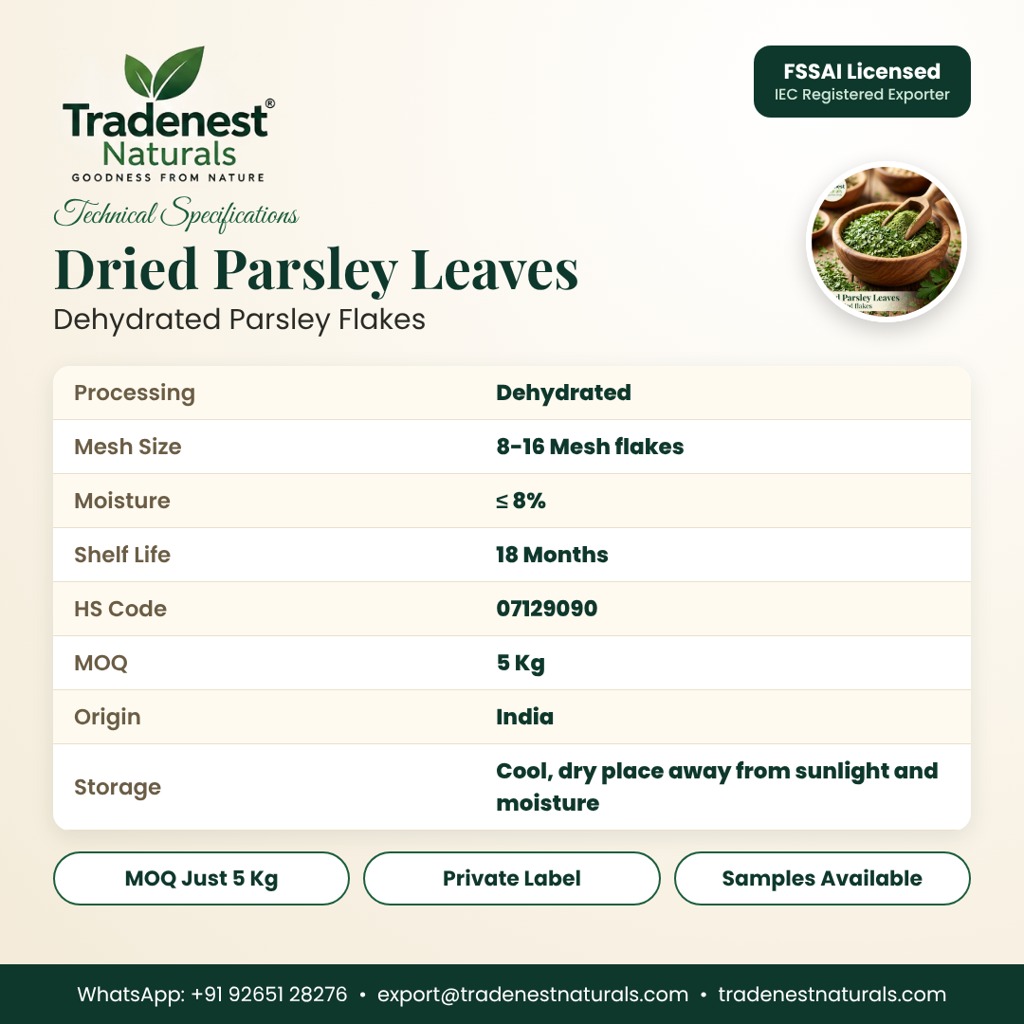 Tradenest®
Naturals
GOODNESS FROM NATURE
FSSAI Licensed
IEC Registered Exporter
Technical Specifications
Dried Parsley Leaves
Dehydrated Parsley Flakes
Parsley Leaves
flakes
Processing Dehydrated
Mesh Size 8-16 Mesh flakes
Moisture ≤ 8%
Shelf Life 18 Months
HS Code 07129090
MOQ 5 Kg
Origin India
Storage Cool, dry place away from sunlight and
moisture
MOQ Just 5 Kg
Private Label
Samples Available
WhatsApp: +91 92651 28276 • export@tradenestnaturals.com • tradenestnaturals.com